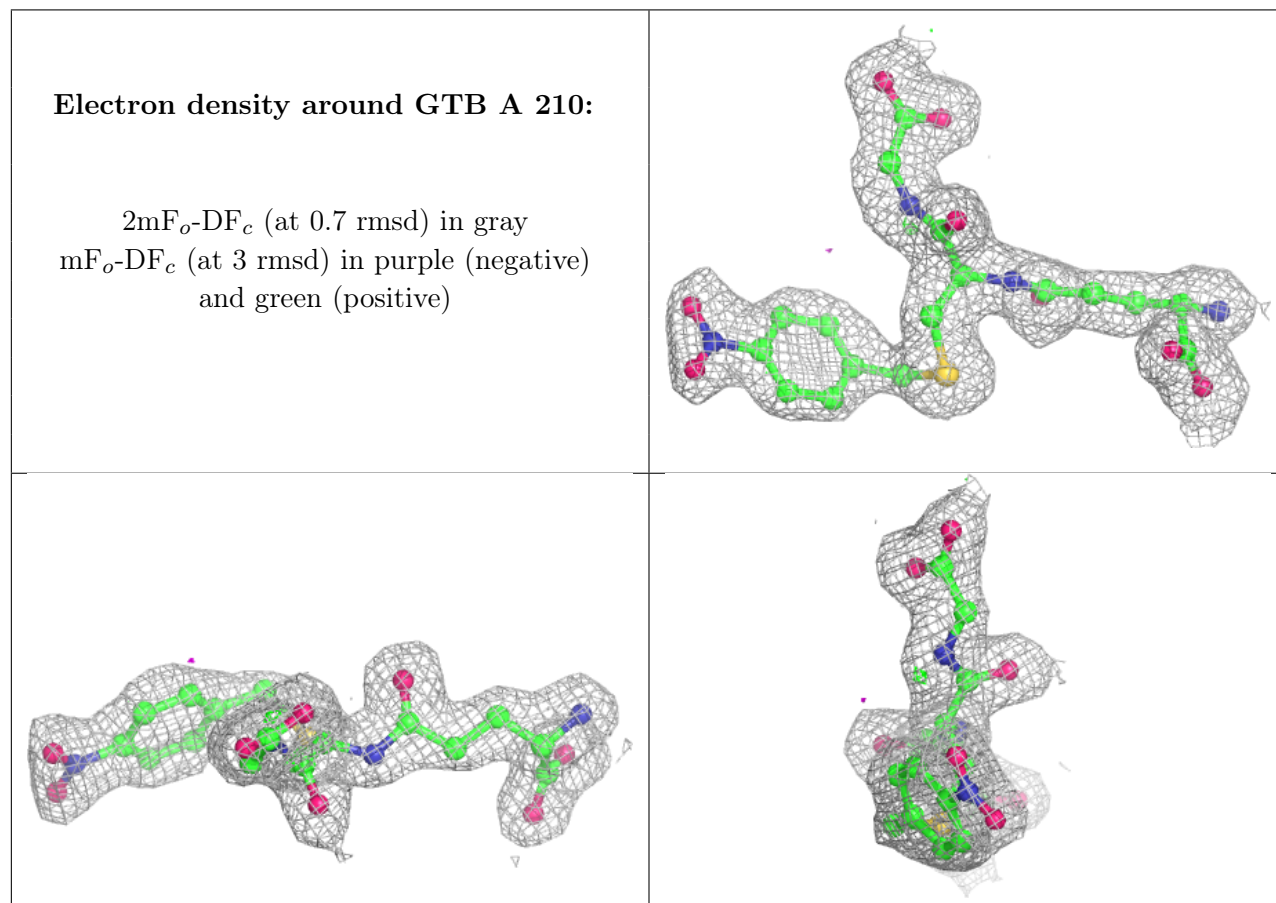 Electron density around GTB A 210:
2mFo-DFc (at 0.7 rmsd) in gray
mFo-DFc (at 3 rmsd) in purple (negative)
and green (positive)